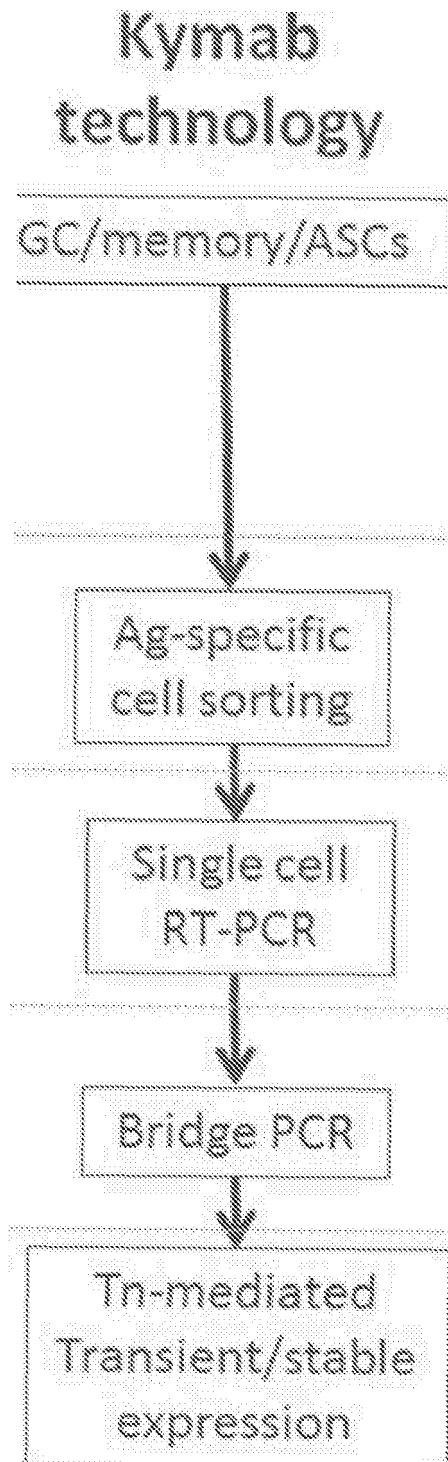 Kymab
technology
GC/memory/ASCs
Ag-specific
cell sorting
Single cell
RT-PCR
Bridge PCR
Tn-mediated
Transient/stable
expression